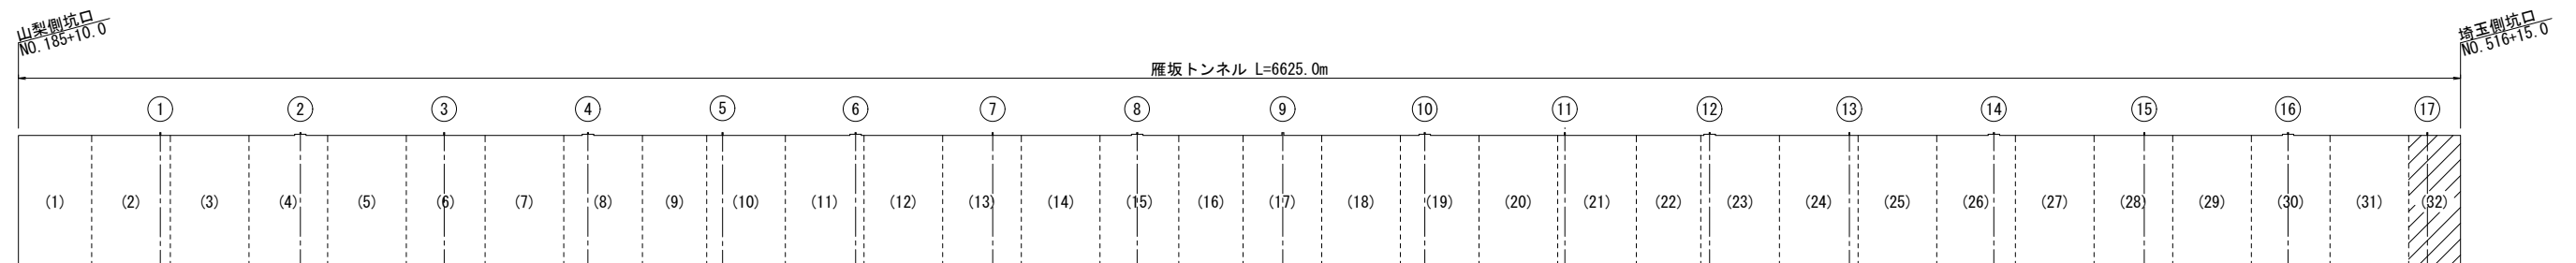 山梨側坑口
NO.185+10.0
埼玉側坑口
NO.516+15.0
雁坂トンネル L=6625.0m
① ② ③ ④ ⑤ ⑥ ⑦ ⑧ ⑨ ⑩ ⑪ ⑫ ⑬ ⑭ ⑮ ⑯ ⑰
(1) (2) (3) (4) (5) (6) (7) (8) (9) (10) (11) (12) (13) (14) (15) (16) (17) (18) (19) (20) (21) (22) (23) (24) (25) (26) (27) (28) (29) (30) (31) (32)